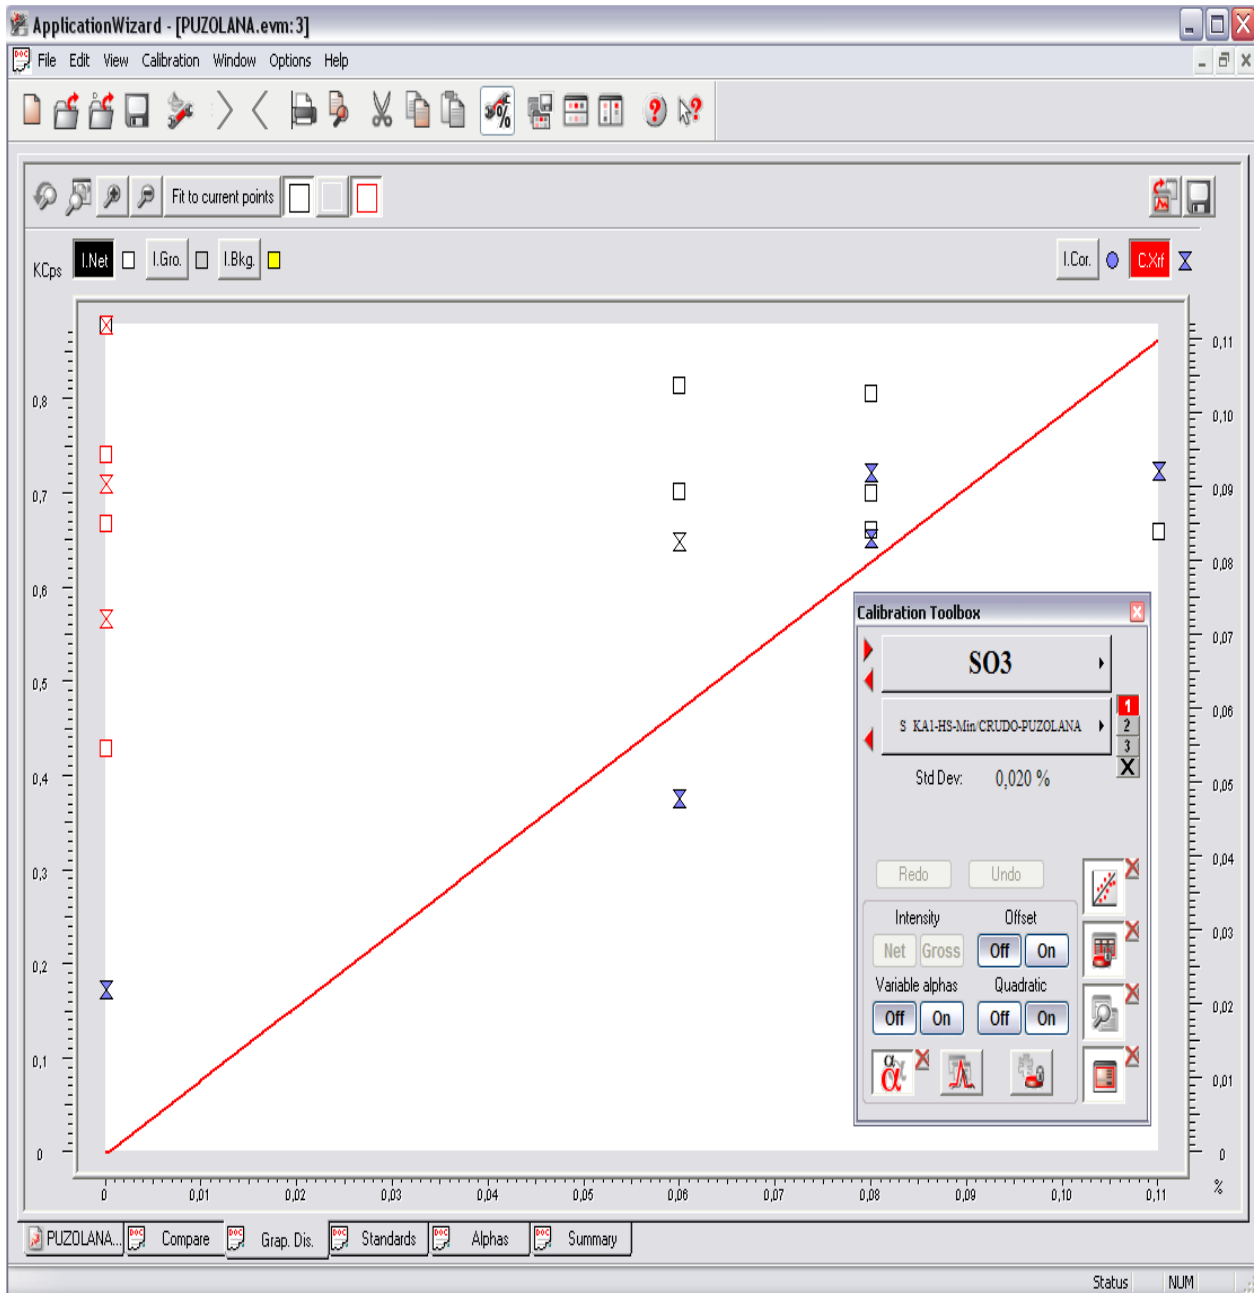 ApplicationWizard - [PUZOLANA.evm:3]
File Edit View Calibration Window Options Help
Fit to current points
KCps I.Net I.Gro. I.Bkg. I.Cor. C.Xrf
0,8
0,7
0,6
0,5
0,4
0,3
0,2
0,1
0
0,11
0,10
0,09
0,08
0,07
0,06
0,05
0,04
0,03
0,02
0,01
0
Calibration Toolbox
SO3
S KA1-HS-Min/CRUDO-PUZOLANA
1
2
3
X
Std Dev: 0,020 %
Redo Undo
Intensity Offset
Net Gross Off On
Variable alphas Quadratic
Off On Off On
α
α
0 0,01 0,02 0,03 0,04 0,05 0,06 0,07 0,08 0,09 0,10 0,11 %
PUZOLANA... DOC Compare DOC Grap. Dis. DOC Standards DOC Alphas DOC Summary
Status NUM